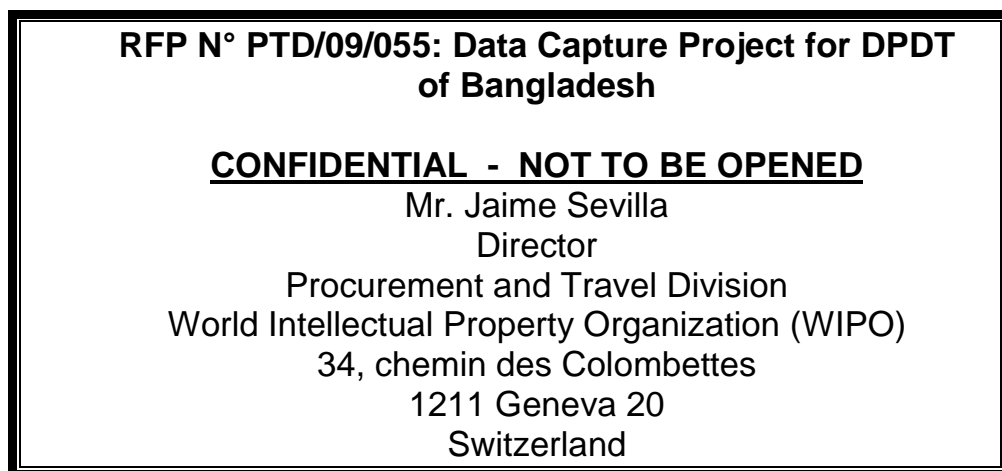 RFP N° PTD/09/055: Data Capture Project for DPDT
of Bangladesh
CONFIDENTIAL - NOT TO BE OPENED
Mr. Jaime Sevilla
Director
Procurement and Travel Division
World Intellectual Property Organization (WIPO)
34, chemin des Colombettes
1211 Geneva 20
Switzerland